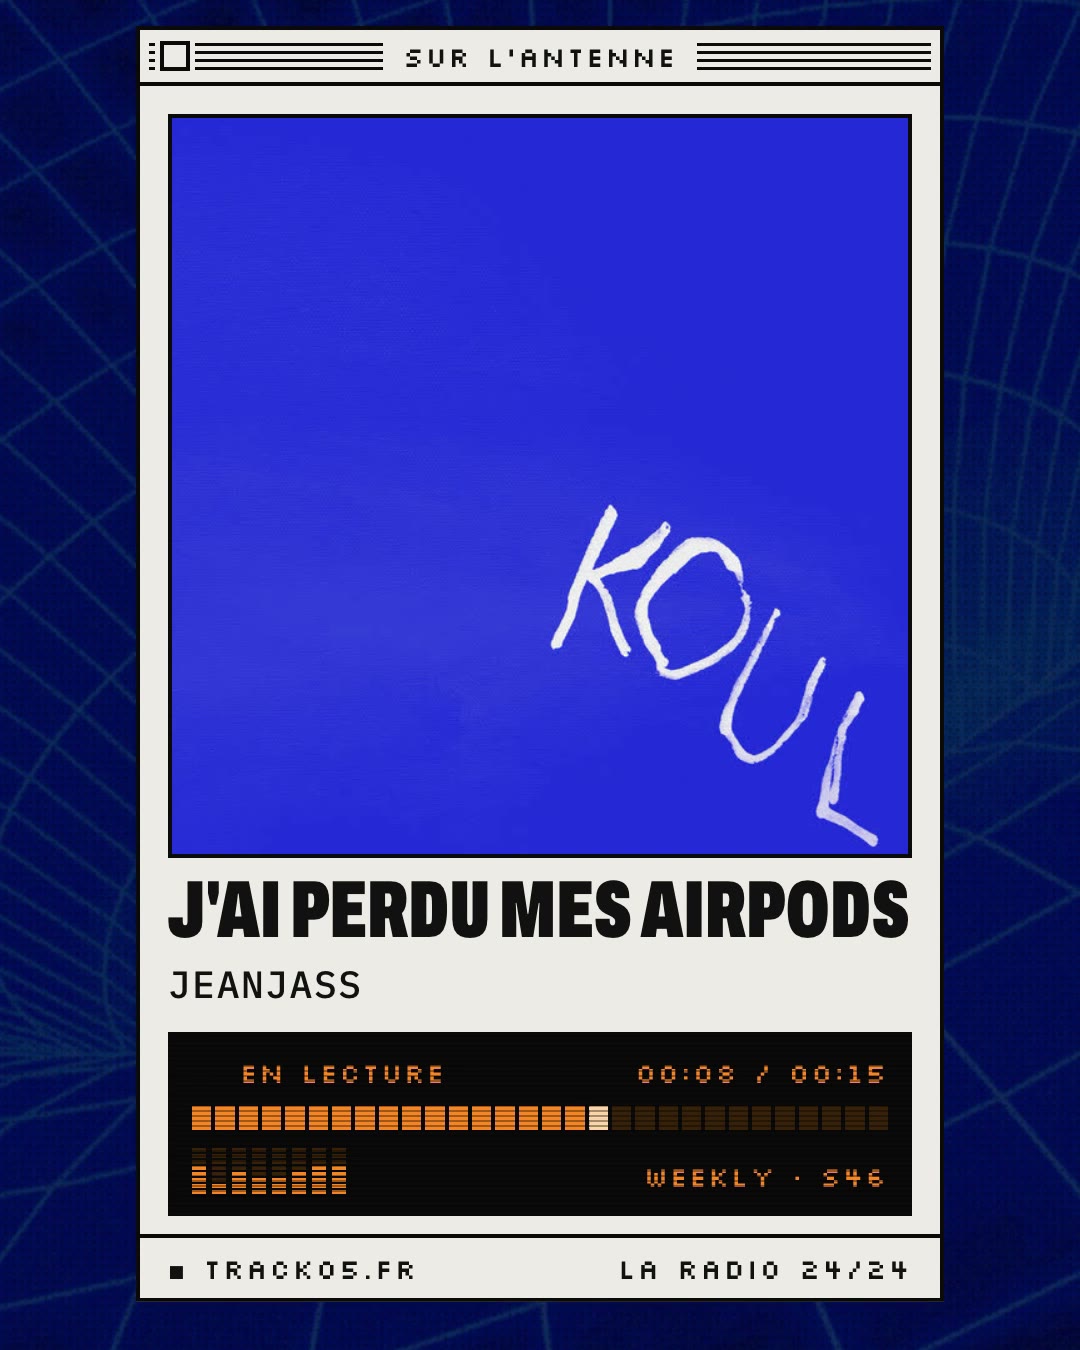 SUR L'ANTENNE
KOUL
J'AI PERDU MES AIRPODS
JEANJASS
EN LECTURE 00:08 / 00:15
WEEKLY · S46
■ TRACK05.FR LA RADIO 24/24